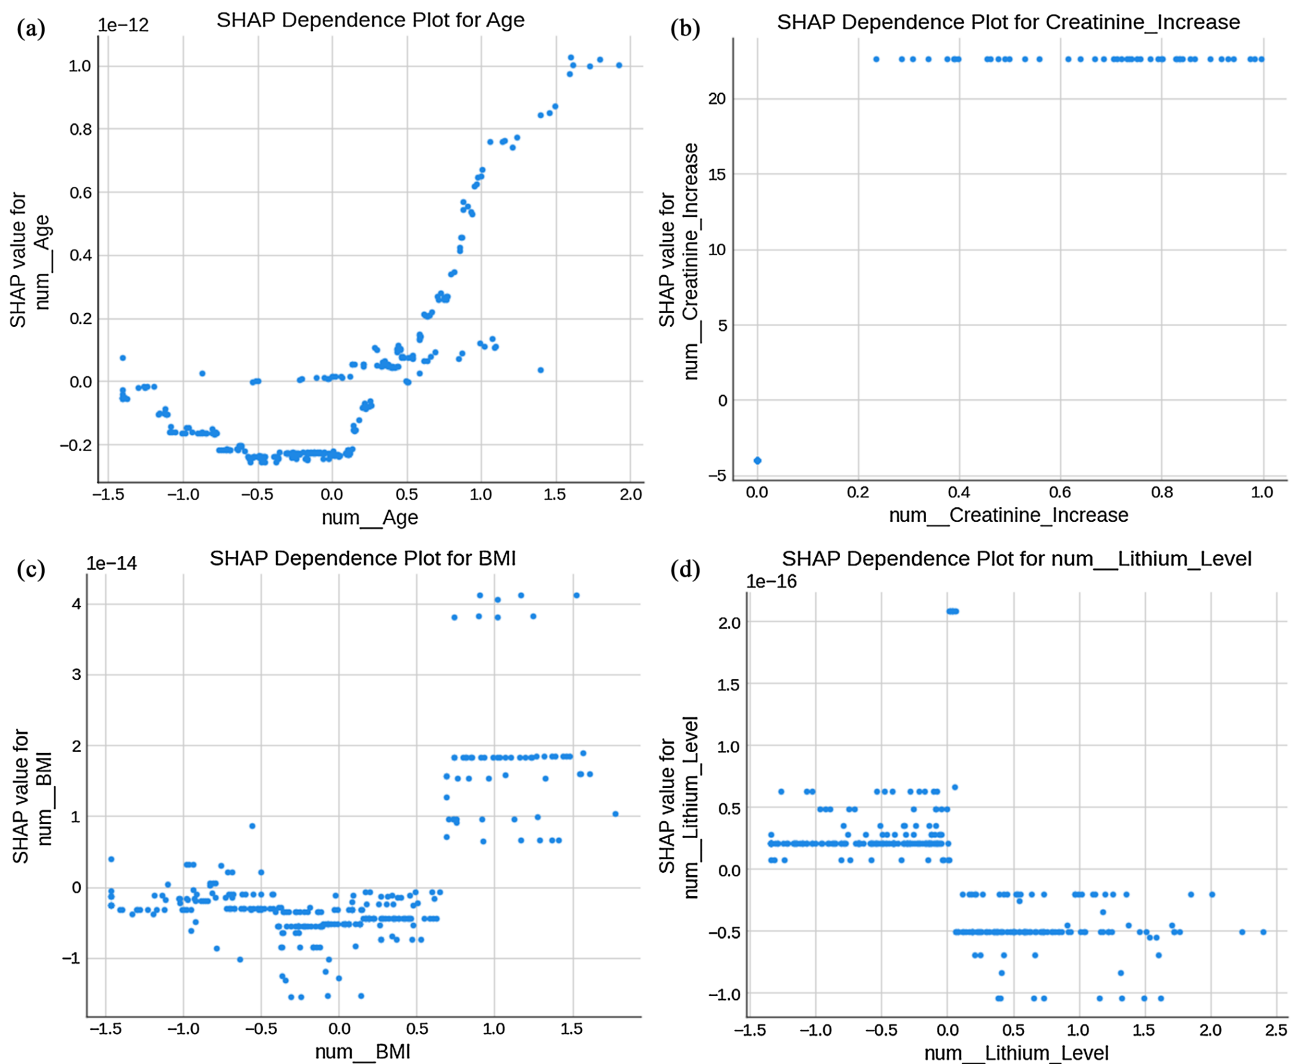 (a)
SHAP Dependence Plot for Age
1e−12
1.0
0.8
0.6
0.4
0.2
0.0
−0.2
SHAP value for
num__Age
−1.5 −1.0 −0.5 0.0 0.5 1.0 1.5 2.0
num__Age
(b)
SHAP Dependence Plot for Creatinine_Increase
20
15
10
5
0
−5
SHAP value for
num__Creatinine_Increase
0.0 0.2 0.4 0.6 0.8 1.0
num__Creatinine_Increase
(c)
SHAP Dependence Plot for BMI
1e−14
4
3
2
1
0
−1
SHAP value for
num__BMI
−1.5 −1.0 −0.5 0.0 0.5 1.0 1.5
num__BMI
(d)
SHAP Dependence Plot for num__Lithium_Level
1e−16
2.0
1.5
1.0
0.5
0.0
−0.5
−1.0
SHAP value for
num__Lithium_Level
−1.5 −1.0 −0.5 0.0 0.5 1.0 1.5 2.0 2.5
num__Lithium_Level